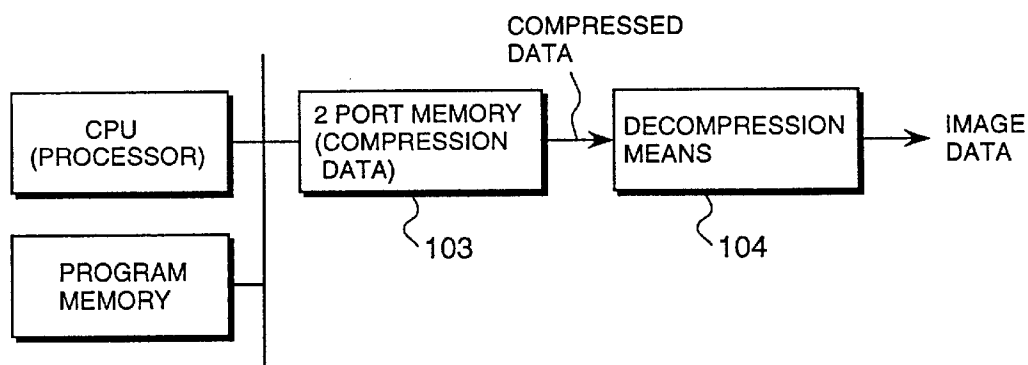 COMPRESSED
DATA
CPU
(PROCESSOR)
2 PORT MEMORY
(COMPRESSION
DATA)
DECOMPRESSION
MEANS
IMAGE
DATA
103
104
PROGRAM
MEMORY